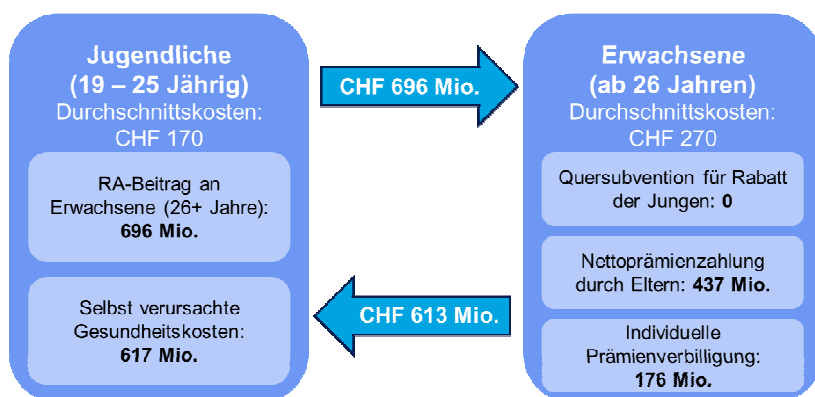 Jugendliche
(19 – 25 Jährig)
Durchschnittskosten:
CHF 170
RA-Beitrag an
Erwachsene (26+ Jahre):
696 Mio.
Selbst verursachte
Gesundheitskosten:
617 Mio.
CHF 696 Mio.
CHF 613 Mio.
Erwachsene
(ab 26 Jahren)
Durchschnittskosten:
CHF 270
Quersubvention für Rabatt
der Jungen: 0
Nettoprämienzahlung
durch Eltern: 437 Mio.
Individuelle
Prämienverbilligung:
176 Mio.